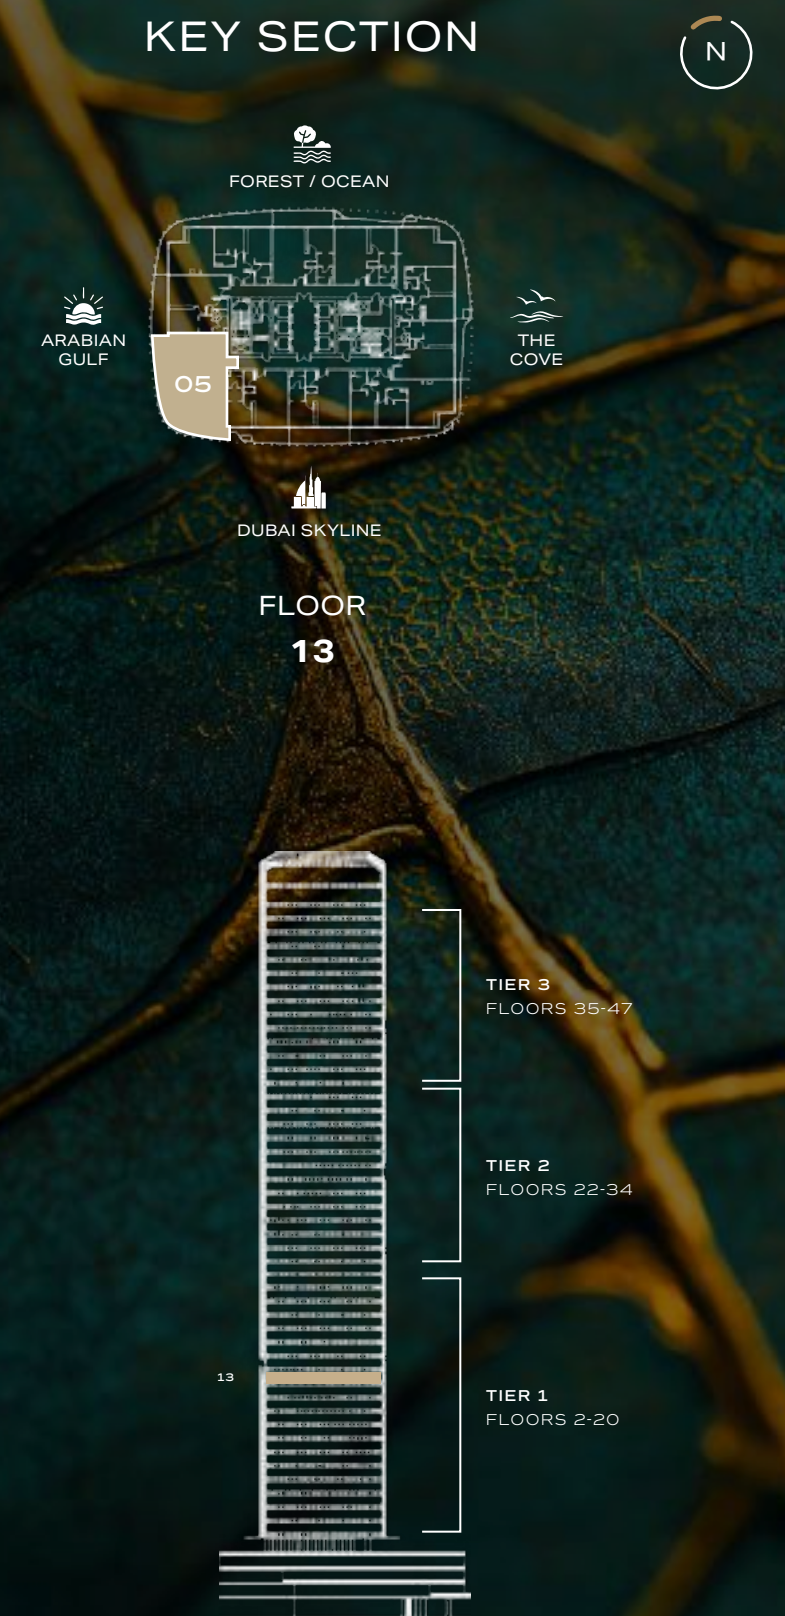 KEY SECTION
N
FOREST / OCEAN
ARABIAN
GULF
THE
COVE
05
DUBAI SKYLINE
FLOOR
13
TIER 3
FLOORS 35-47
TIER 2
FLOORS 22-34
13
TIER 1
FLOORS 2-20